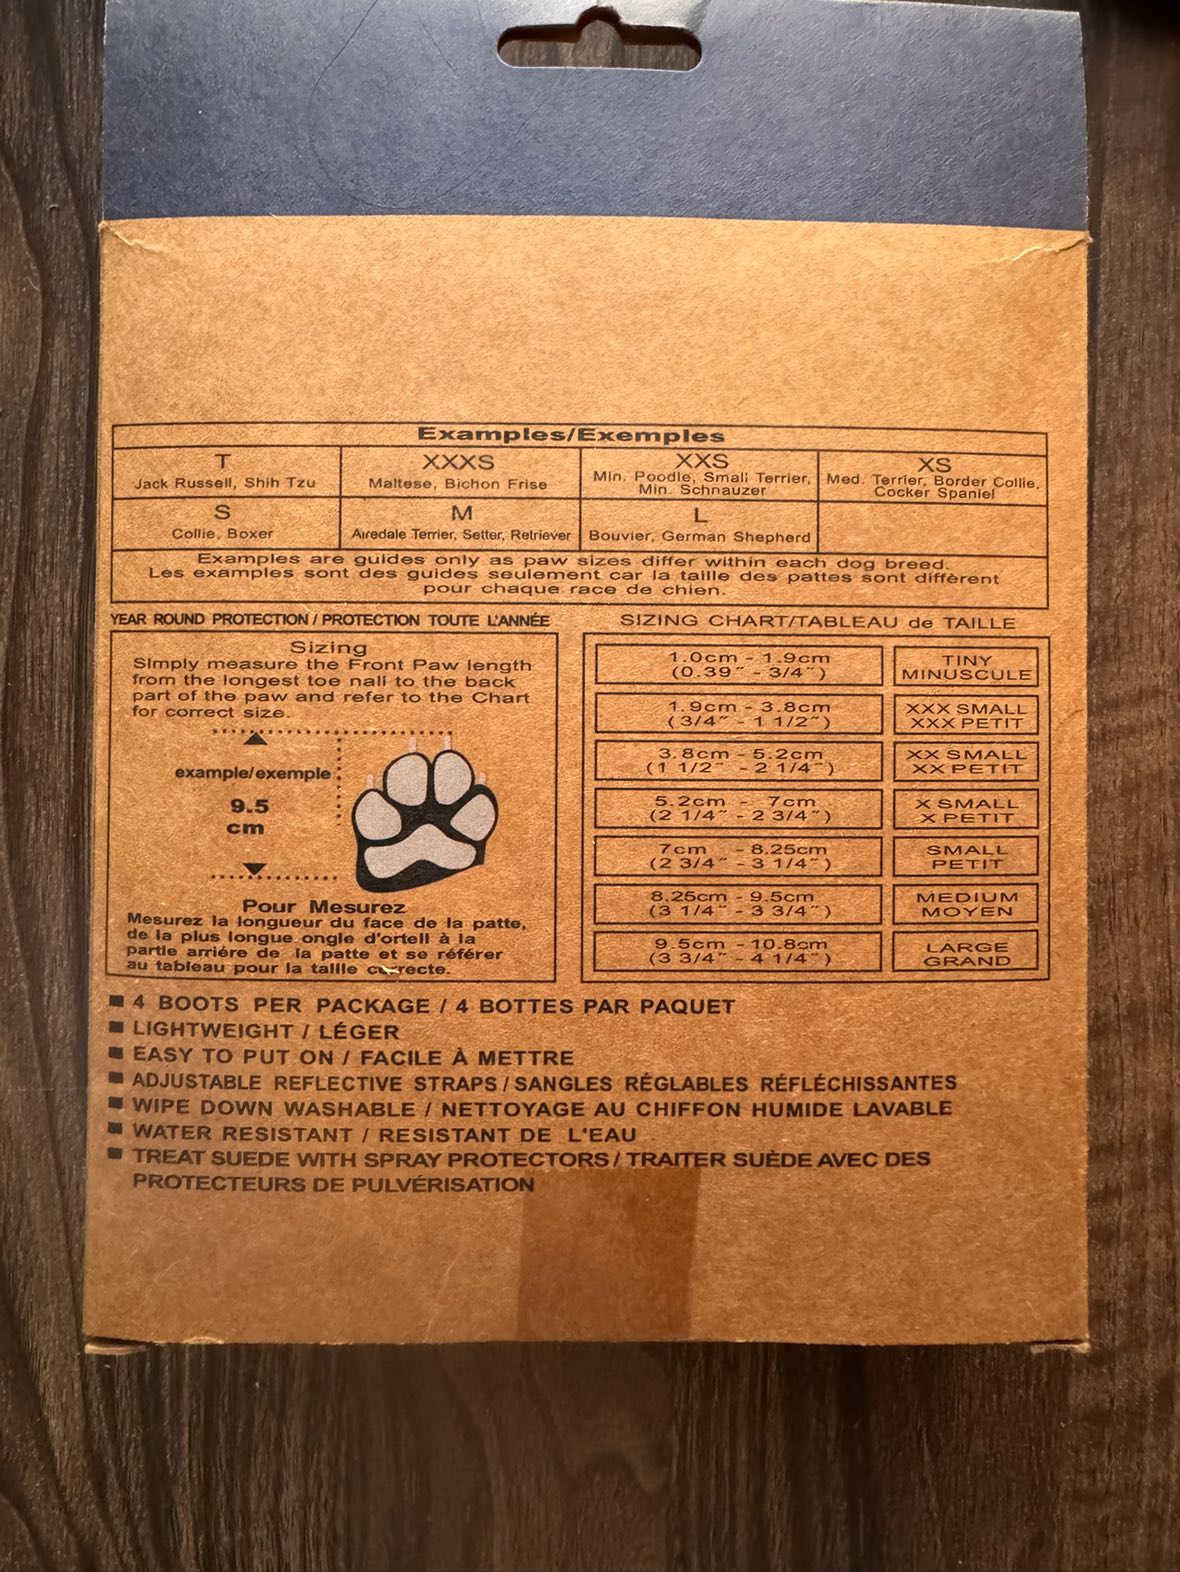 Examples/Exemples
T
Jack Russell, Shih Tzu
XXXS
Maltese, Bichon Frise
XXS
Min. Poodle, Small Terrier,
Min. Schnauzer
XS
Med. Terrier, Border Collie,
Cocker Spaniel
S
Collie, Boxer
M
Airedale Terrier, Setter, Retriever
L
Bouvier, German Shepherd
Examples are guides only as paw sizes differ within each dog breed.
Les examples sont des guides seulement car la taille des pattes sont diffèrent
pour chaque race de chien.
YEAR ROUND PROTECTION / PROTECTION TOUTE L'ANNÉE
Sizing
Simply measure the Front Paw length
from the longest toe nail to the back
part of the paw and refer to the Chart
for correct size.
example/exemple
9.5
cm
Pour Mesurez
Mesurez la longueur du face de la patte,
de la plus longue ongle d'orteil à la
partie arriére de la patte et se référer
au tableau pour la taille correcte.
SIZING CHART/TABLEAU de TAILLE
1.0cm - 1.9cm
(0.39" - 3/4")
TINY
MINUSCULE
1.9cm - 3.8cm
(3/4" - 1 1/2")
XXX SMALL
XXX PETIT
3.8cm - 5.2cm
(1 1/2" - 2 1/4")
XX SMALL
XX PETIT
5.2cm - 7cm
(2 1/4" - 2 3/4")
X SMALL
X PETIT
7cm - 8.25cm
(2 3/4" - 3 1/4")
SMALL
PETIT
8.25cm - 9.5cm
(3 1/4" - 3 3/4")
MEDIUM
MOYEN
9.5cm - 10.8cm
(3 3/4" - 4 1/4")
LARGE
GRAND
■ 4 BOOTS PER PACKAGE / 4 BOTTES PAR PAQUET
■ LIGHTWEIGHT / LÉGER
■ EASY TO PUT ON / FACILE À METTRE
■ ADJUSTABLE REFLECTIVE STRAPS / SANGLES RÉGLABLES RÉFLÉCHISSANTES
■ WIPE DOWN WASHABLE / NETTOYAGE AU CHIFFON HUMIDE LAVABLE
■ WATER RESISTANT / RESISTANT DE L'EAU
■ TREAT SUEDE WITH SPRAY PROTECTORS / TRAITER SUÈDE AVEC DES
PROTECTEURS DE PULVÉRISATION